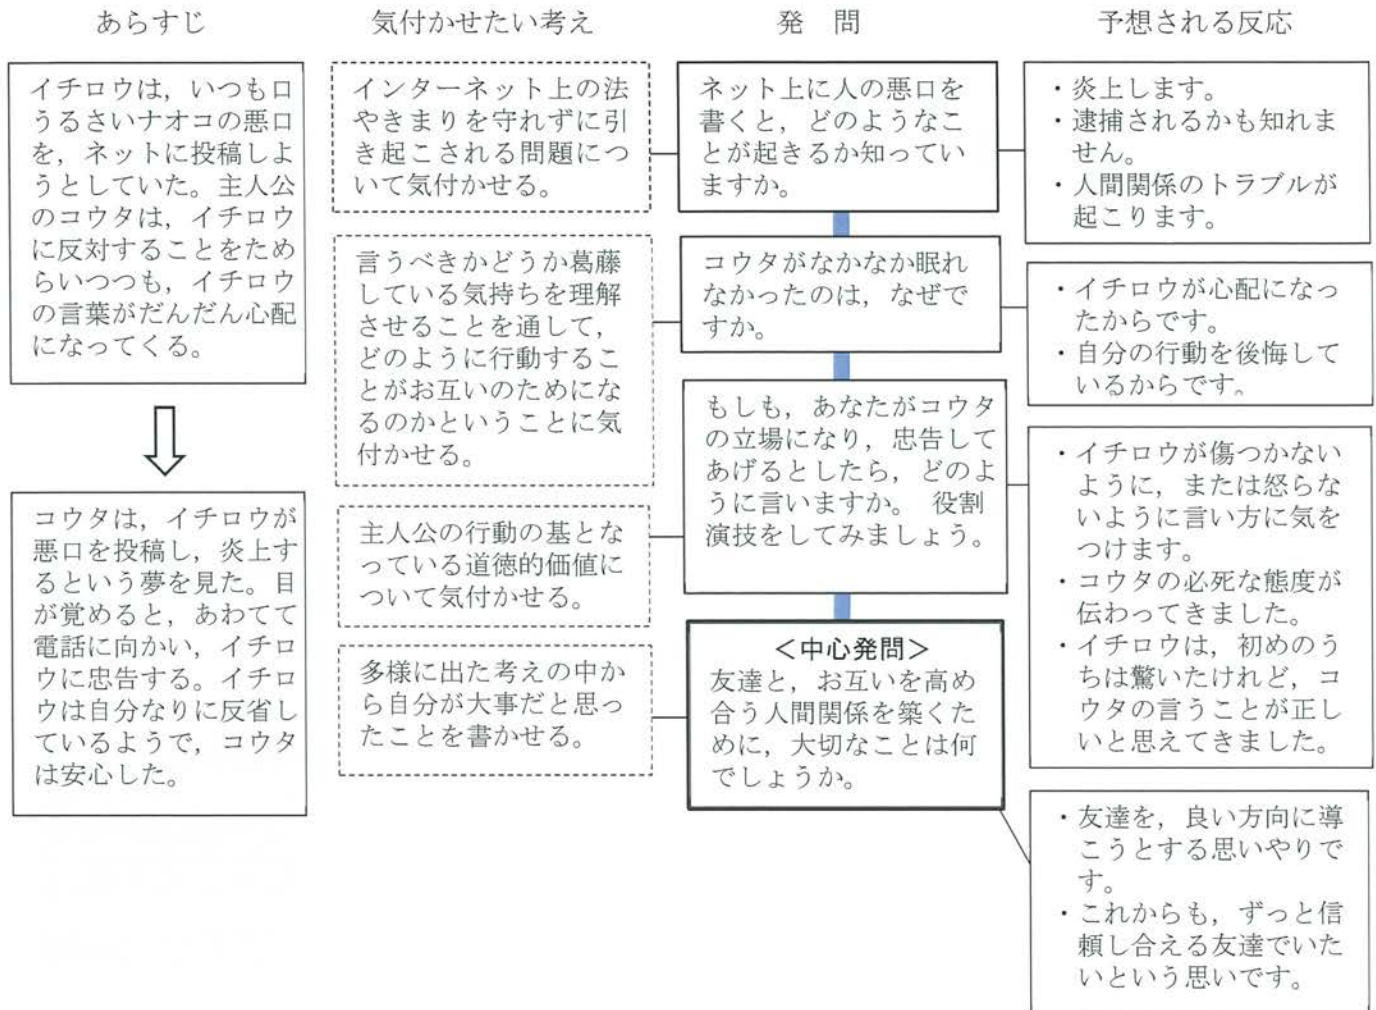 あらすじ
イチロウは，いつも口
うるさいナオコの悪口
を，ネットに投稿しよ
うとしていた。主人公
のコウタは，イチロウ
に反対することをため
らいつつも，イチロウ
の言葉がだんだん心配
になってくる。
コウタは，イチロウが
悪口を投稿し，炎上す
るという夢を見た。目
が覚めると，あわてて
電話に向かい，イチロ
ウに忠告する。イチロ
ウは自分なりに反省し
ているようで，コウタ
は安心した。
気付かせたい考え
インターネット上の法
やきまりを守れずに引
き起こされる問題につ
いて気付かせる。
言うべきかどうか葛藤
している気持ちを理解
させることを通して，
どのように行動するこ
とがお互いのためにな
るのかということに気
付かせる。
主人公の行動の基とな
っている道徳的価値に
ついて気付かせる。
多様に出た考えの中か
ら自分が大事だと思っ
たことを書かせる。
発 問
ネット上に人の悪口を
書くと，どのようなこ
とが起きるか知ってい
ますか。
コウタがなかなか眠れ
なかったのは，なぜで
すか。
もしも，あなたがコウタ
の立場になり，忠告して
あげるとしたら，どのよ
うに言いますか。 役割
演技をしてみましょう。
＜中心発問＞
友達と，お互いを高め
合う人間関係を築くた
めに，大切なことは何
でしょうか。
予想される反応
・炎上します。
・逮捕されるかも知れま
せん。
・人間関係のトラブルが
起こります。
・イチロウが心配になっ
たからです。
・自分の行動を後悔して
いるからです。
・イチロウが傷つかない
ように，または怒らな
いように言い方に気を
つけます。
・コウタの必死な態度が
伝わってきました。
・イチロウは，初めのう
ちは驚いたけれど，コ
ウタの言うことが正し
いと思えてきました。
・友達を，良い方向に導
こうとする思いやりで
す。
・これからも，ずっと信
頼し合える友達でいた
いという思いです。